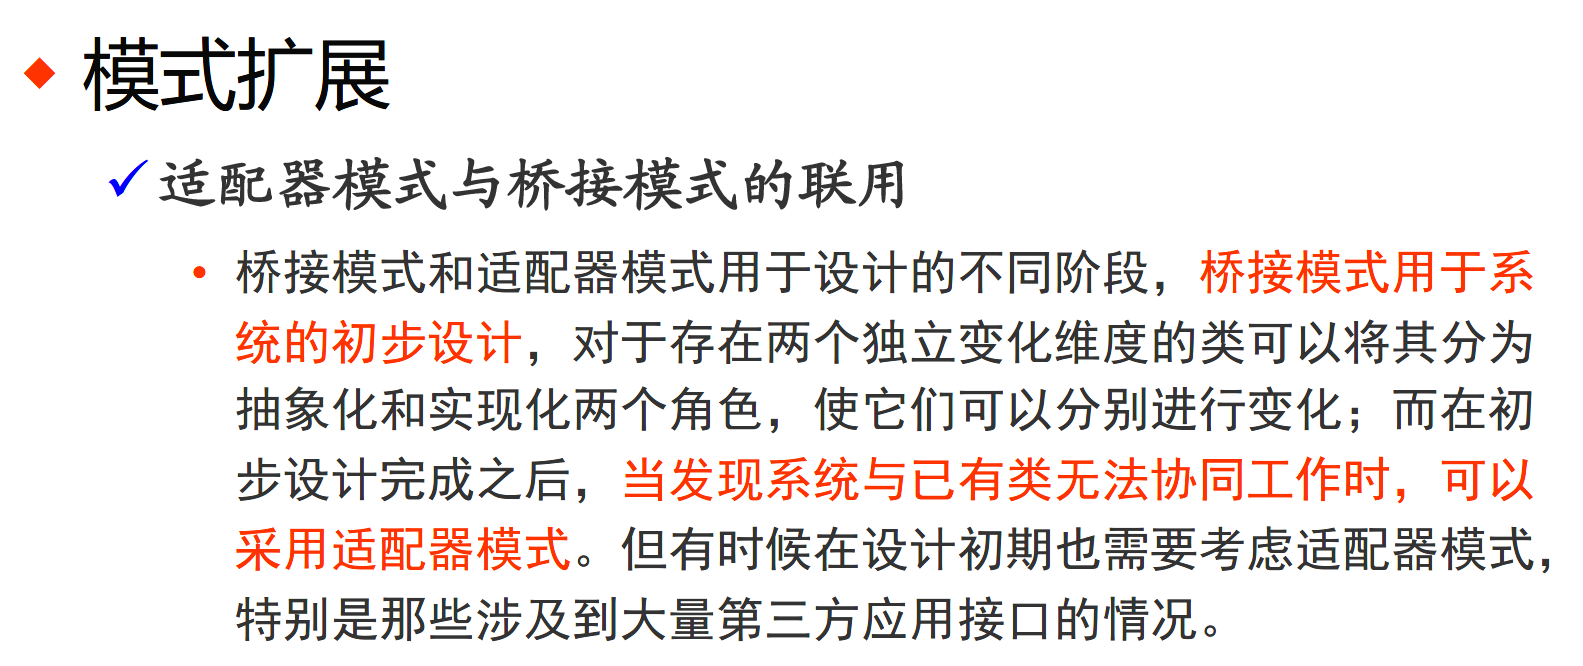 模式扩展
适配器模式与桥接模式的联用
桥接模式和适配器模式用于设计的不同阶段，桥接模式用于系
统的初步设计，对于存在两个独立变化维度的类可以将其分为
抽象化和实现化两个角色，使它们可以分别进行变化；而在初
步设计完成之后，当发现系统与已有类无法协同工作时，可以
采用适配器模式。但有时候在设计初期也需要考虑适配器模式，
特别是那些涉及到大量第三方应用接口的情况。